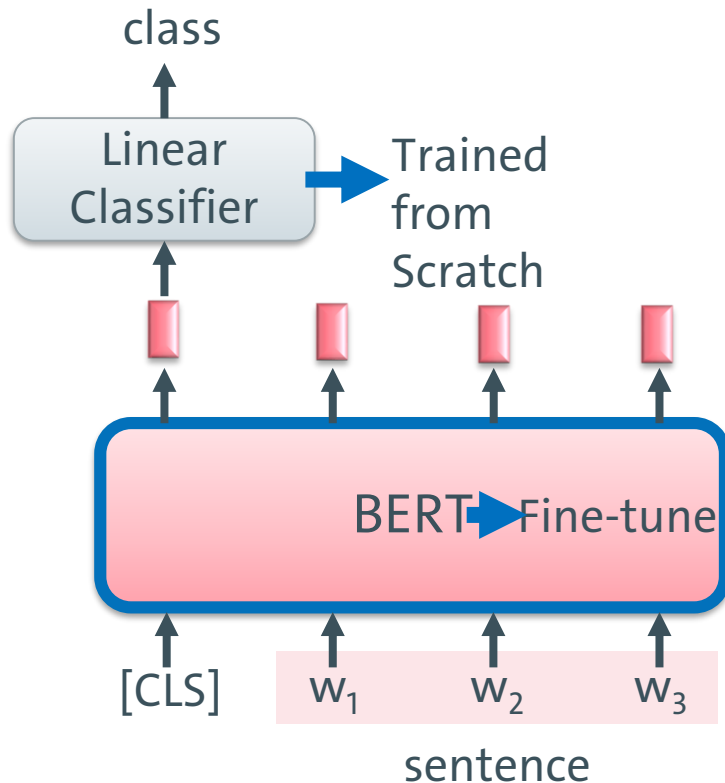 class
Linear
Classifier
Trained
from
Scratch
BERT Fine-tune
[CLS] w₁ w₂ w₃
sentence